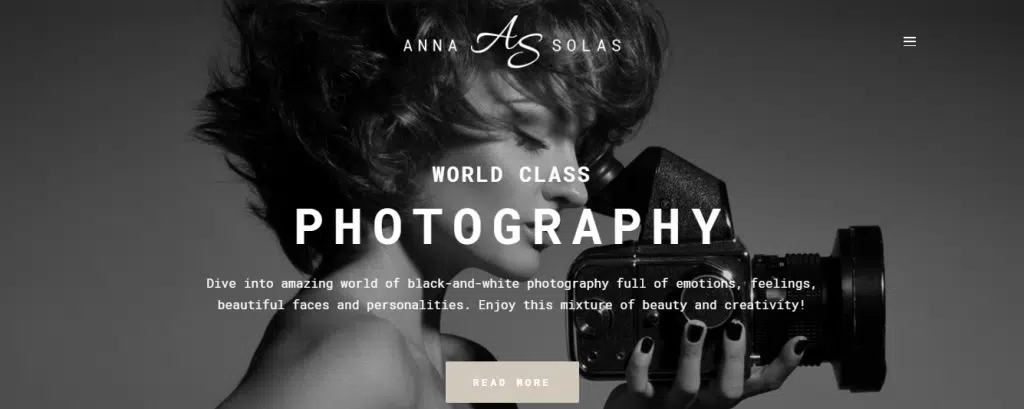 ANNA AS SOLAS
WORLD CLASS
PHOTOGRAPHY
Dive into amazing world of black-and-white photography full of emotions, feelings,
beautiful faces and personalities. Enjoy this mixture of beauty and creativity!
READ MORE